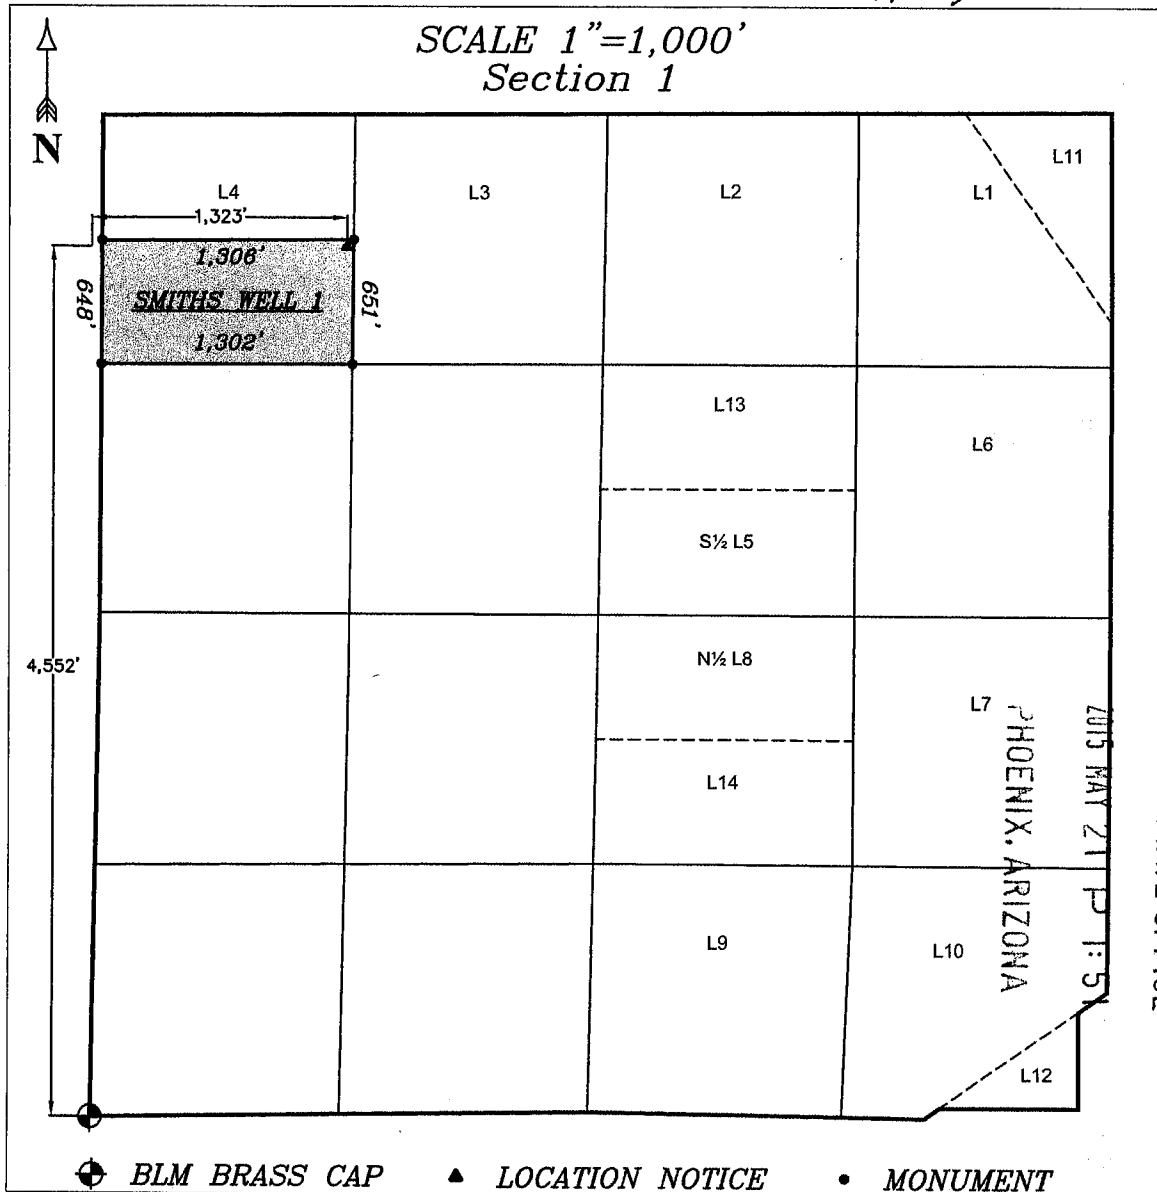 SCALE 1"=1,000'
Section 1
N
L4
L3
L2
L1
L11
1,323'
1,306'
648'
SMITHS WELL 1
651'
1,302'
L13
L6
S½ L5
4,552'
N½ L8
L7
L14
2015 MAY 21 P 1:51
PHOENIX, ARIZONA
L9
L10
L12
BLM BRASS CAP
LOCATION NOTICE
MONUMENT